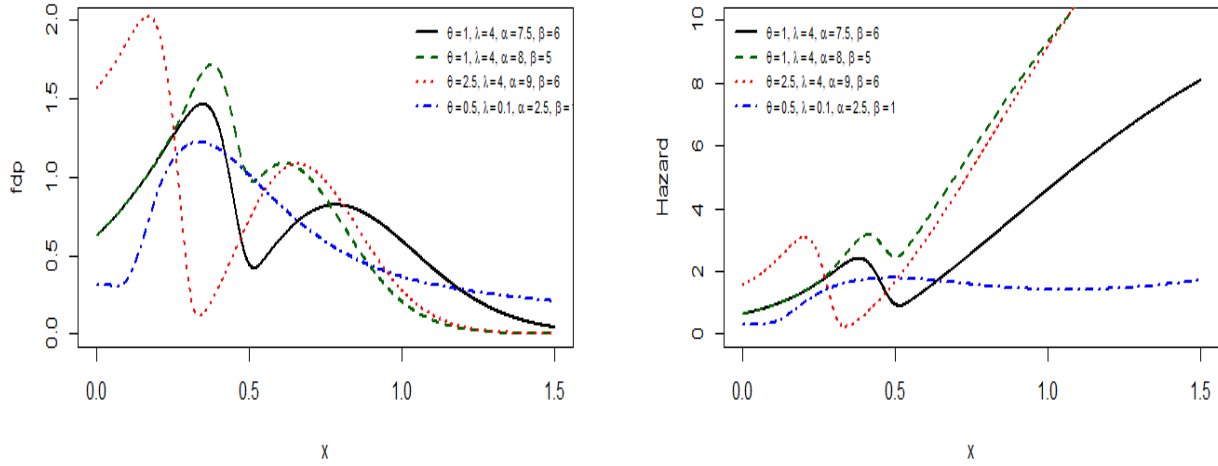 fdp
2.0
1.5
1.0
0.5
0.0
θ=1, λ=4, α=7.5, β=6
θ=1, λ=4, α=8, β=5
θ=2.5, λ=4, α=9, β=6
θ=0.5, λ=0.1, α=2.5, β=1
0.0 0.5 1.0 1.5
x
Hazard
10
8
6
4
2
0
θ=1, λ=4, α=7.5, β=6
θ=1, λ=4, α=8, β=5
θ=2.5, λ=4, α=9, β=6
θ=0.5, λ=0.1, α=2.5, β=1
0.0 0.5 1.0 1.5
x